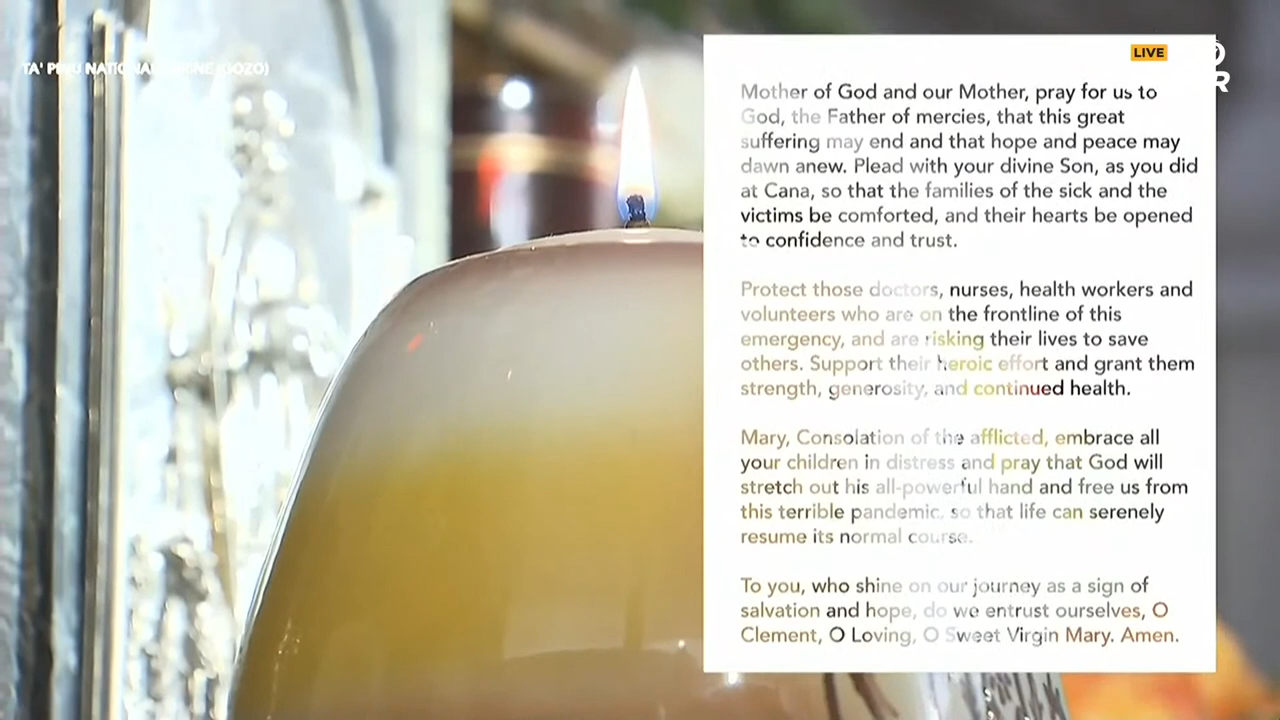 TA' PINU NATIONAL SHRINE (GOZO)
LIVE
Mother of God and our Mother, pray for us to
God, the Father of mercies, that this great
suffering may end and that hope and peace may
dawn anew. Plead with your divine Son, as you did
at Cana, so that the families of the sick and the
victims be comforted, and their hearts be opened
to confidence and trust.
Protect those doctors, nurses, health workers and
volunteers who are on the frontline of this
emergency, and are risking their lives to save
others. Support their heroic effort and grant them
strength, generosity, and continued health.
Mary, Consolation of the afflicted, embrace all
your children in distress and pray that God will
stretch out his all-powerful hand and free us from
this terrible pandemic, so that life can serenely
resume its normal course.
To you, who shine on our journey as a sign of
salvation and hope, do we entrust ourselves, O
Clement, O Loving, O Sweet Virgin Mary. Amen.